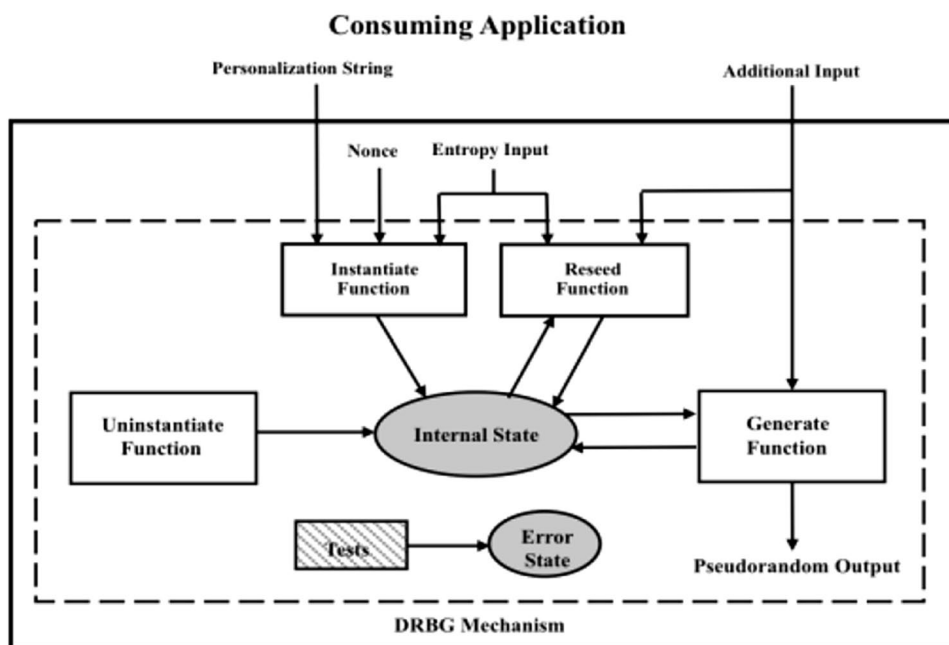 Consuming Application
Personalization String
Additional Input
Nonce
Entropy Input
Instantiate
Function
Reseed
Function
Uninstantiate
Function
Internal State
Generate
Function
Tests
Error
State
Pseudorandom Output
DRBG Mechanism